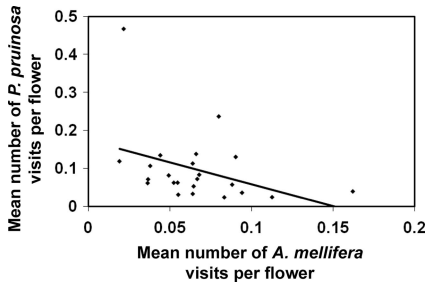 Mean number of P. pruinosa
visits per flower
0.5
0.4
0.3
0.2
0.1
0
0
0.05
0.1
0.15
0.2
Mean number of A. mellifera
visits per flower